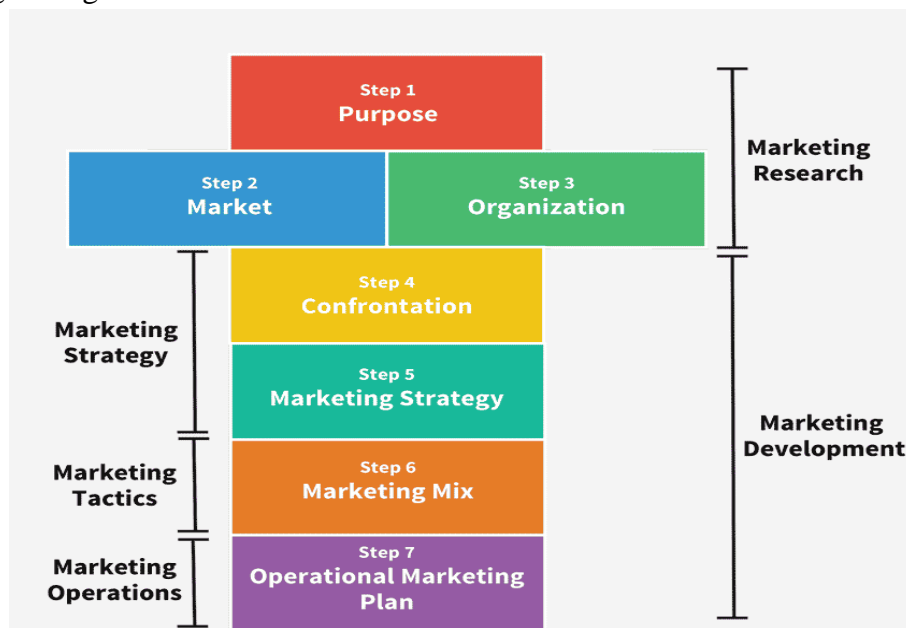 Step 1
Purpose
Marketing
Research
Step 2
Market
Step 3
Organization
Step 4
Confrontation
Marketing
Strategy
Step 5
Marketing Strategy
Marketing
Development
Step 6
Marketing Mix
Marketing
Tactics
Step 7
Operational Marketing
Plan
Marketing
Operations